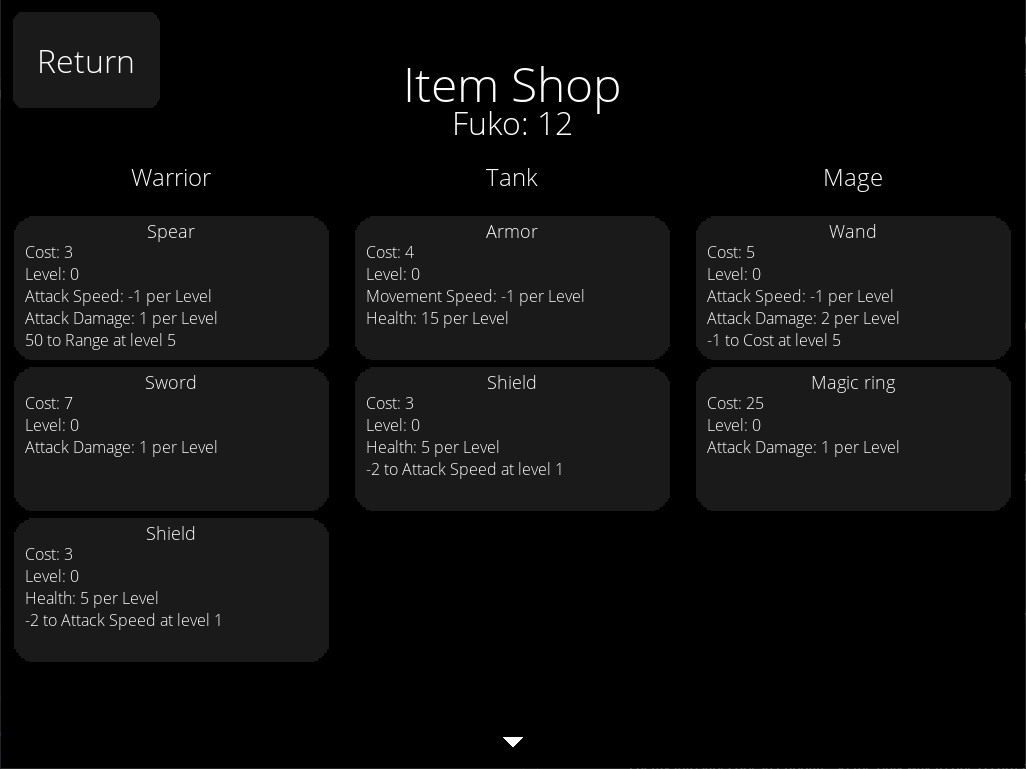 Return
Item Shop
Fuko: 12
Warrior
Spear
Cost: 3
Level: 0
Attack Speed: -1 per Level
Attack Damage: 1 per Level
50 to Range at level 5
Sword
Cost: 7
Level: 0
Attack Damage: 1 per Level
Shield
Cost: 3
Level: 0
Health: 5 per Level
-2 to Attack Speed at level 1
Tank
Armor
Cost: 4
Level: 0
Movement Speed: -1 per Level
Health: 15 per Level
Shield
Cost: 3
Level: 0
Health: 5 per Level
-2 to Attack Speed at level 1
Mage
Wand
Cost: 5
Level: 0
Attack Speed: -1 per Level
Attack Damage: 2 per Level
-1 to Cost at level 5
Magic ring
Cost: 25
Level: 0
Attack Damage: 1 per Level